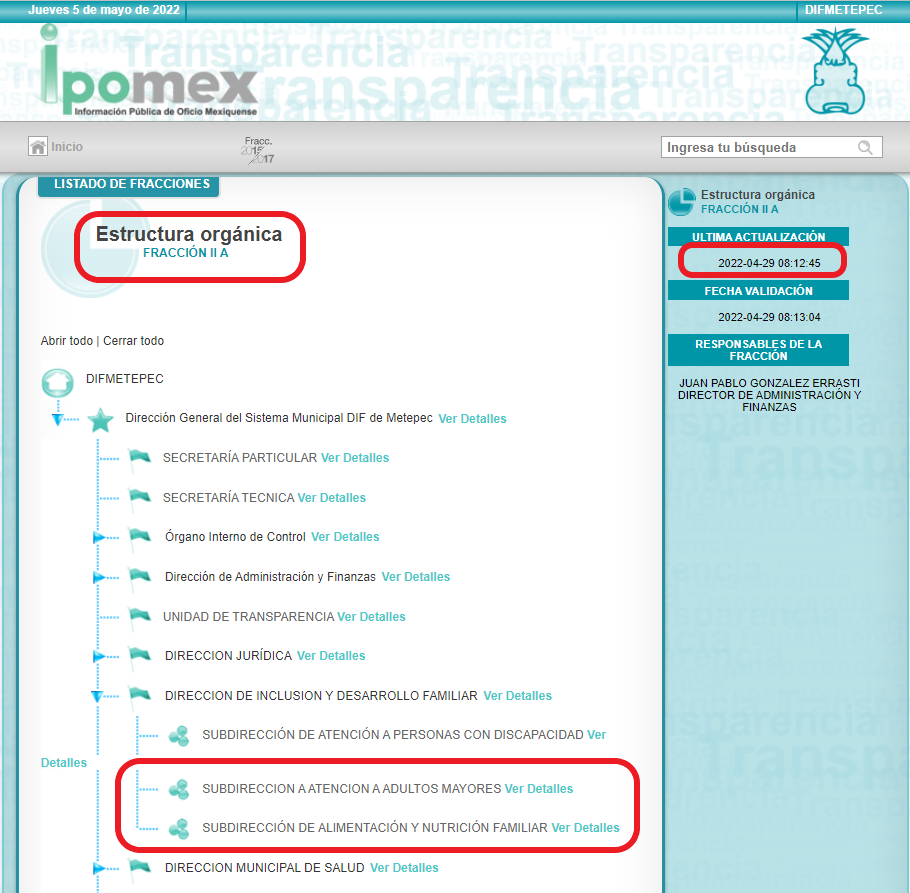 Jueves 5 de mayo de 2022
DIFMETEPEC
ipomex
Información Pública de Oficio Mexiquense
Transparencia
Inicio
Fracc.
2015
2017
Ingresa tu búsqueda
LISTADO DE FRACCIONES
Estructura orgánica
FRACCIÓN II A
Abrir todo | Cerrar todo
DIFMETEPEC
Dirección General del Sistema Municipal DIF de Metepec Ver Detalles
SECRETARÍA PARTICULAR Ver Detalles
SECRETARÍA TECNICA Ver Detalles
Órgano Interno de Control Ver Detalles
Dirección de Administración y Finanzas Ver Detalles
UNIDAD DE TRANSPARENCIA Ver Detalles
DIRECCION JURÍDICA Ver Detalles
DIRECCION DE INCLUSION Y DESARROLLO FAMILIAR Ver Detalles
SUBDIRECCIÓN DE ATENCIÓN A PERSONAS CON DISCAPACIDAD Ver
Detalles
SUBDIRECCION A ATENCION A ADULTOS MAYORES Ver Detalles
SUBDIRECCIÓN DE ALIMENTACIÓN Y NUTRICIÓN FAMILIAR Ver Detalles
DIRECCION MUNICIPAL DE SALUD Ver Detalles
Estructura orgánica
FRACCIÓN II A
ULTIMA ACTUALIZACIÓN
2022-04-29 08:12:45
FECHA VALIDACIÓN
2022-04-29 08:13:04
RESPONSABLES DE LA
FRACCIÓN
JUAN PABLO GONZALEZ ERRASTI
DIRECTOR DE ADMINISTRACIÓN Y
FINANZAS